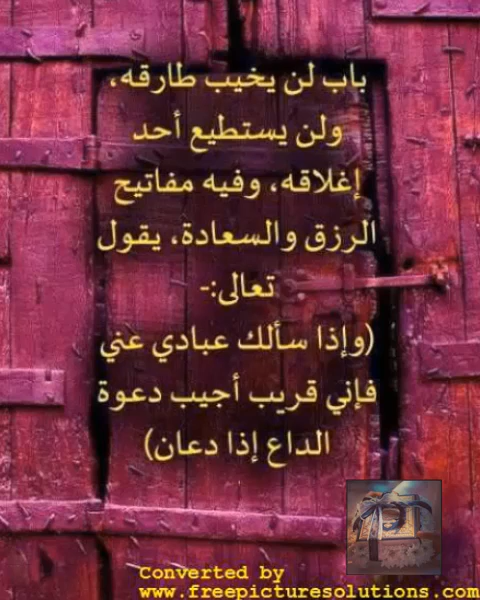 باب لن يخيب طارقه،
ولن يستطيع أحد
إغلاقه، وفيه مفاتيح
الرزق والسعادة، يقول
تعالى:-
(وإذا سألك عبادي عني
فإني قريب أجيب دعوة
الداع إذا دعان)
Converted by
www.freepicturesolutions.com